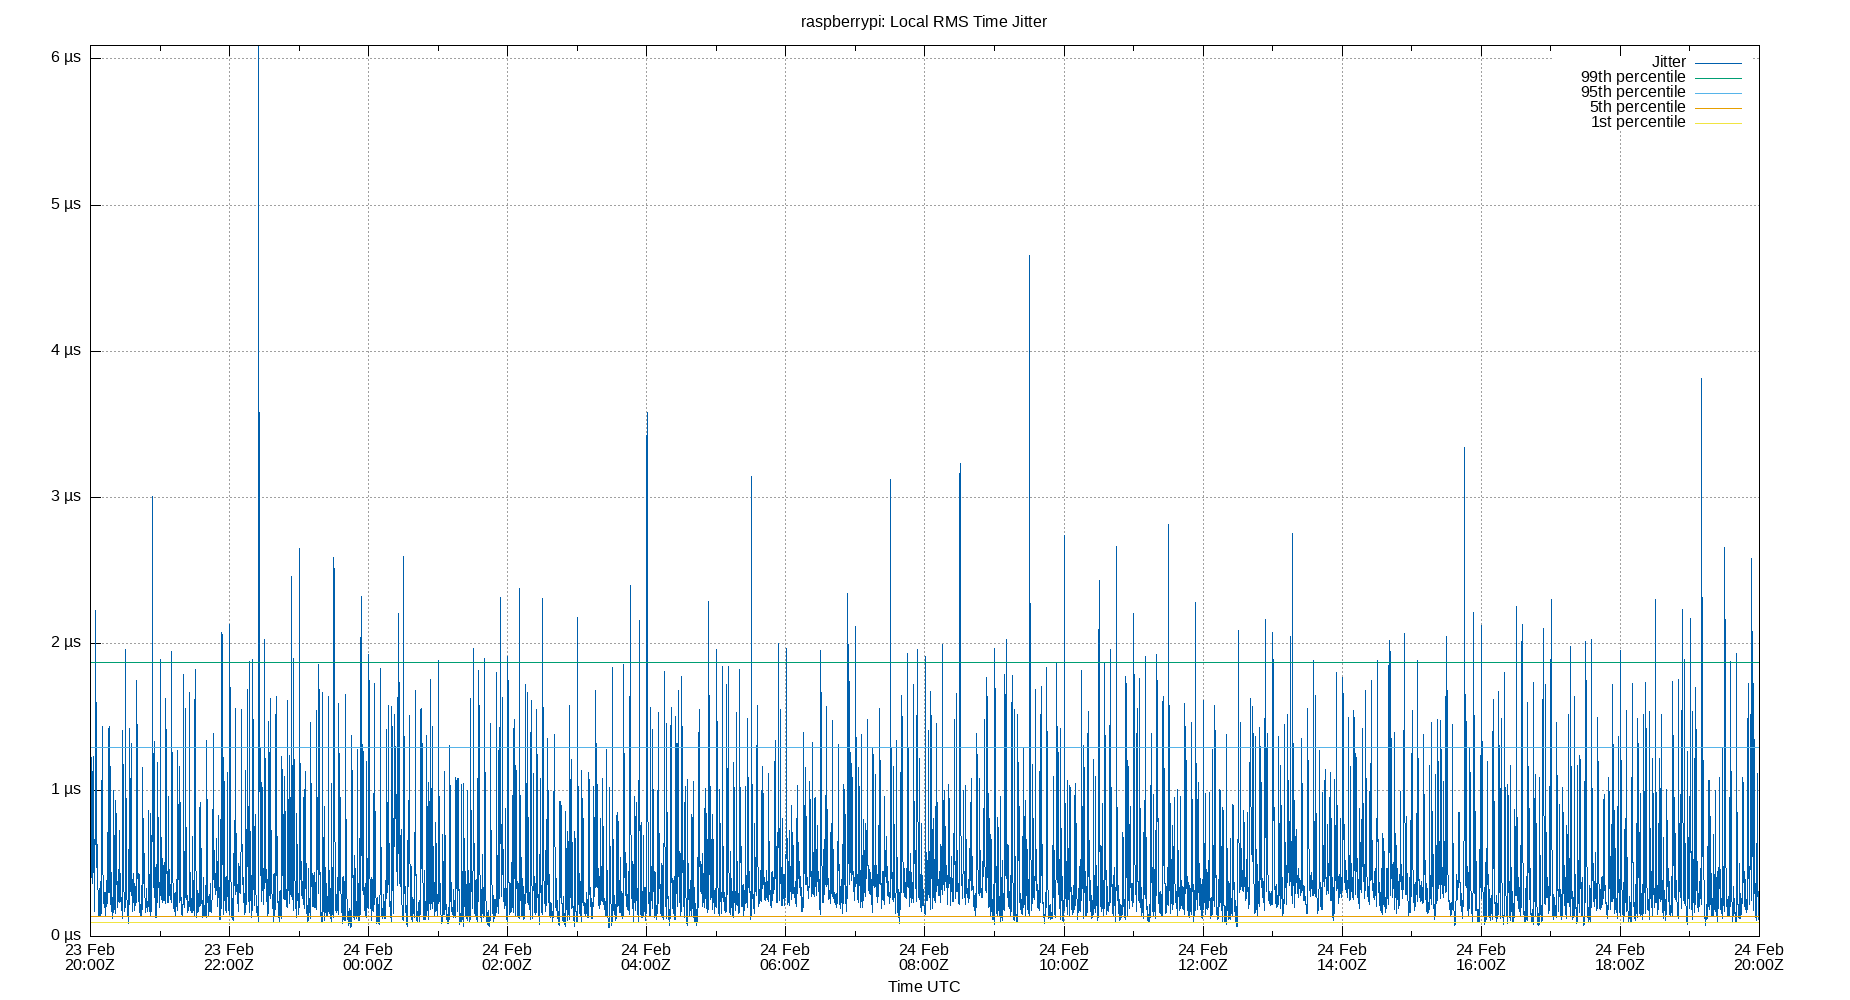 raspberrypi: Local RMS Time Jitter
6 µs
5 µs
4 µs
3 µs
2 µs
1 µs
0 µs
Jitter
99th percentile
95th percentile
5th percentile
1st percentile
23 Feb
20:00Z
23 Feb
22:00Z
24 Feb
00:00Z
24 Feb
02:00Z
24 Feb
04:00Z
24 Feb
06:00Z
24 Feb
08:00Z
24 Feb
10:00Z
24 Feb
12:00Z
24 Feb
14:00Z
24 Feb
16:00Z
24 Feb
18:00Z
24 Feb
20:00Z
Time UTC